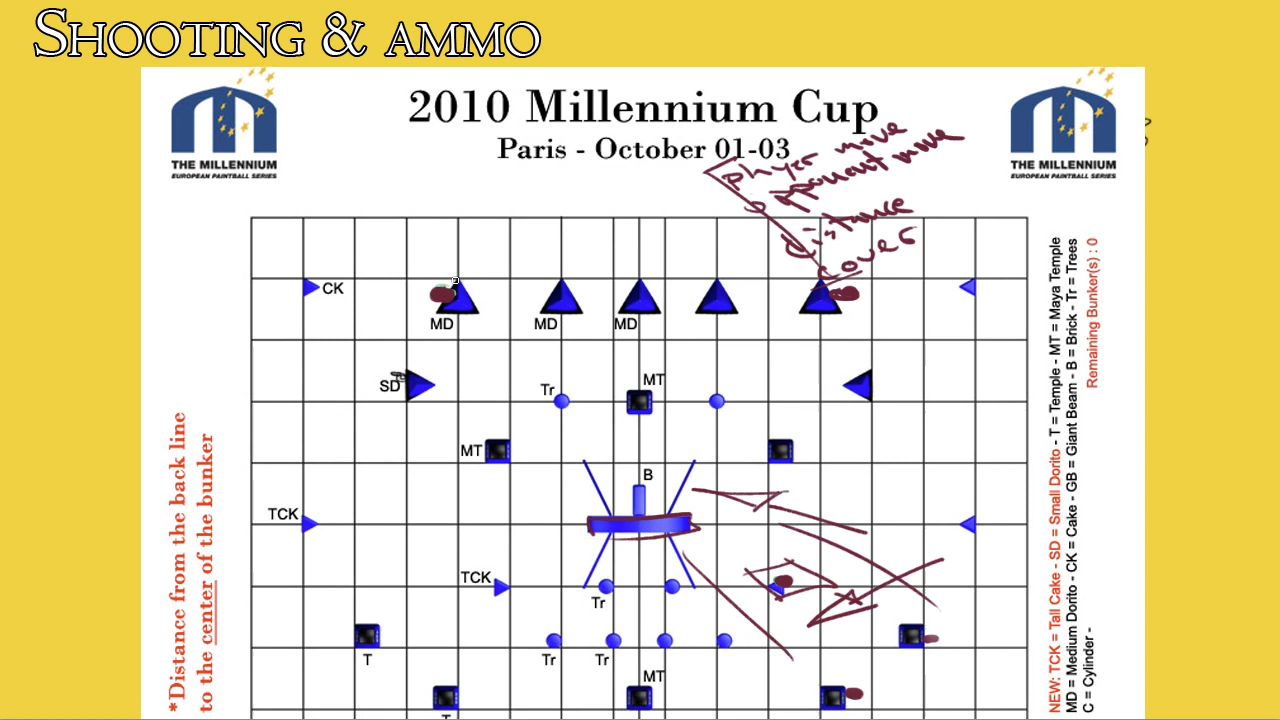 SHOOTING & AMMO
2010 Millennium Cup
Paris - October 01-03
THE MILLENNIUM
EUROPEAN PAINTBALL SERIES
THE MILLENNIUM
EUROPEAN PAINTBALL SERIES
player move
opponent move
distance
cover
CK
MD
MD
MD
SD
Tr
MT
MT
B
TCK
TCK
Tr
T
Tr
Tr
MT
T
*Distance from the back line
to the center of the bunker
NEW: TCK = Tall Cake - SD = Small Dorito - T = Temple - MT = Maya Temple
MD = Medium Dorito - CK = Cake - GB = Giant Beam - B = Brick - Tr = Trees
C = Cylinder -
Remaining Bunker(s) : 0